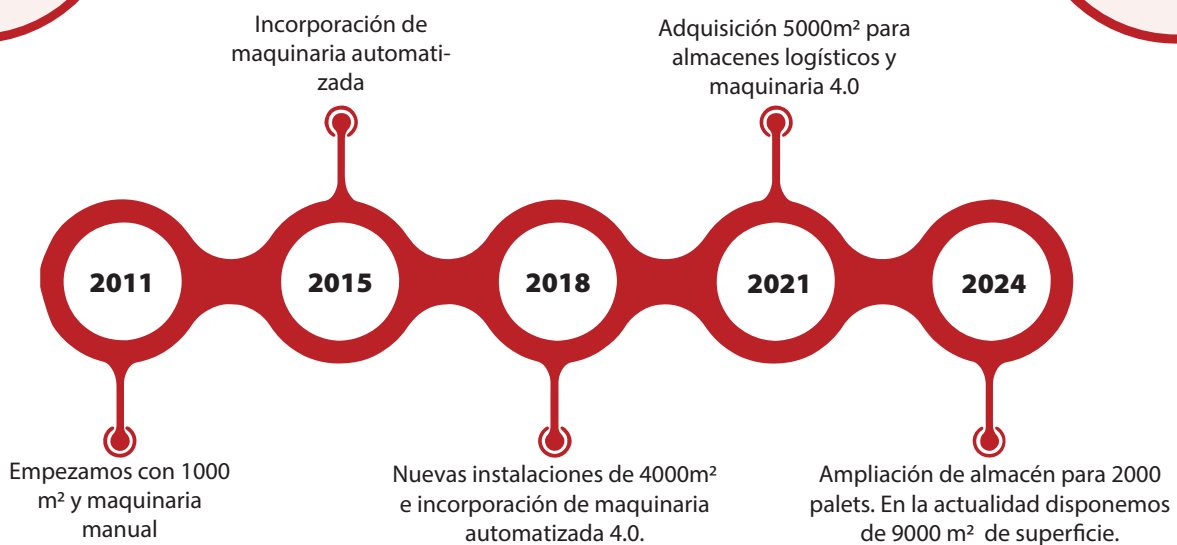 Incorporación de
maquinaria automati-
zada
Adquisición 5000m² para
almacenes logísticos y
maquinaria 4.0
2011
2015
2018
2021
2024
Empezamos con 1000
m² y maquinaria
manual
Nuevas instalaciones de 4000m²
e incorporación de maquinaria
automatizada 4.0.
Ampliación de almacén para 2000
palets. En la actualidad disponemos
de 9000 m² de superficie.